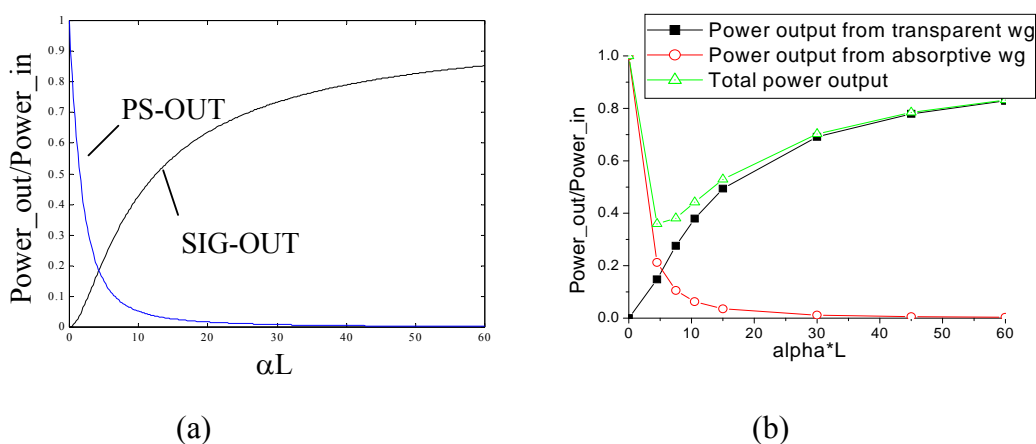 1
0.9
0.8
0.7
0.6
0.5
0.4
0.3
0.2
0.1
0
0 10 20 30 40 50 60
Power_out/Power_in
PS-OUT
SIG-OUT
αL
(a)
Power output from transparent wg
Power output from absorptive wg
Total power output
1.0
0.8
0.6
0.4
0.2
0.0
0 10 20 30 40 50 60
Power_out/Power_in
alpha*L
(b)